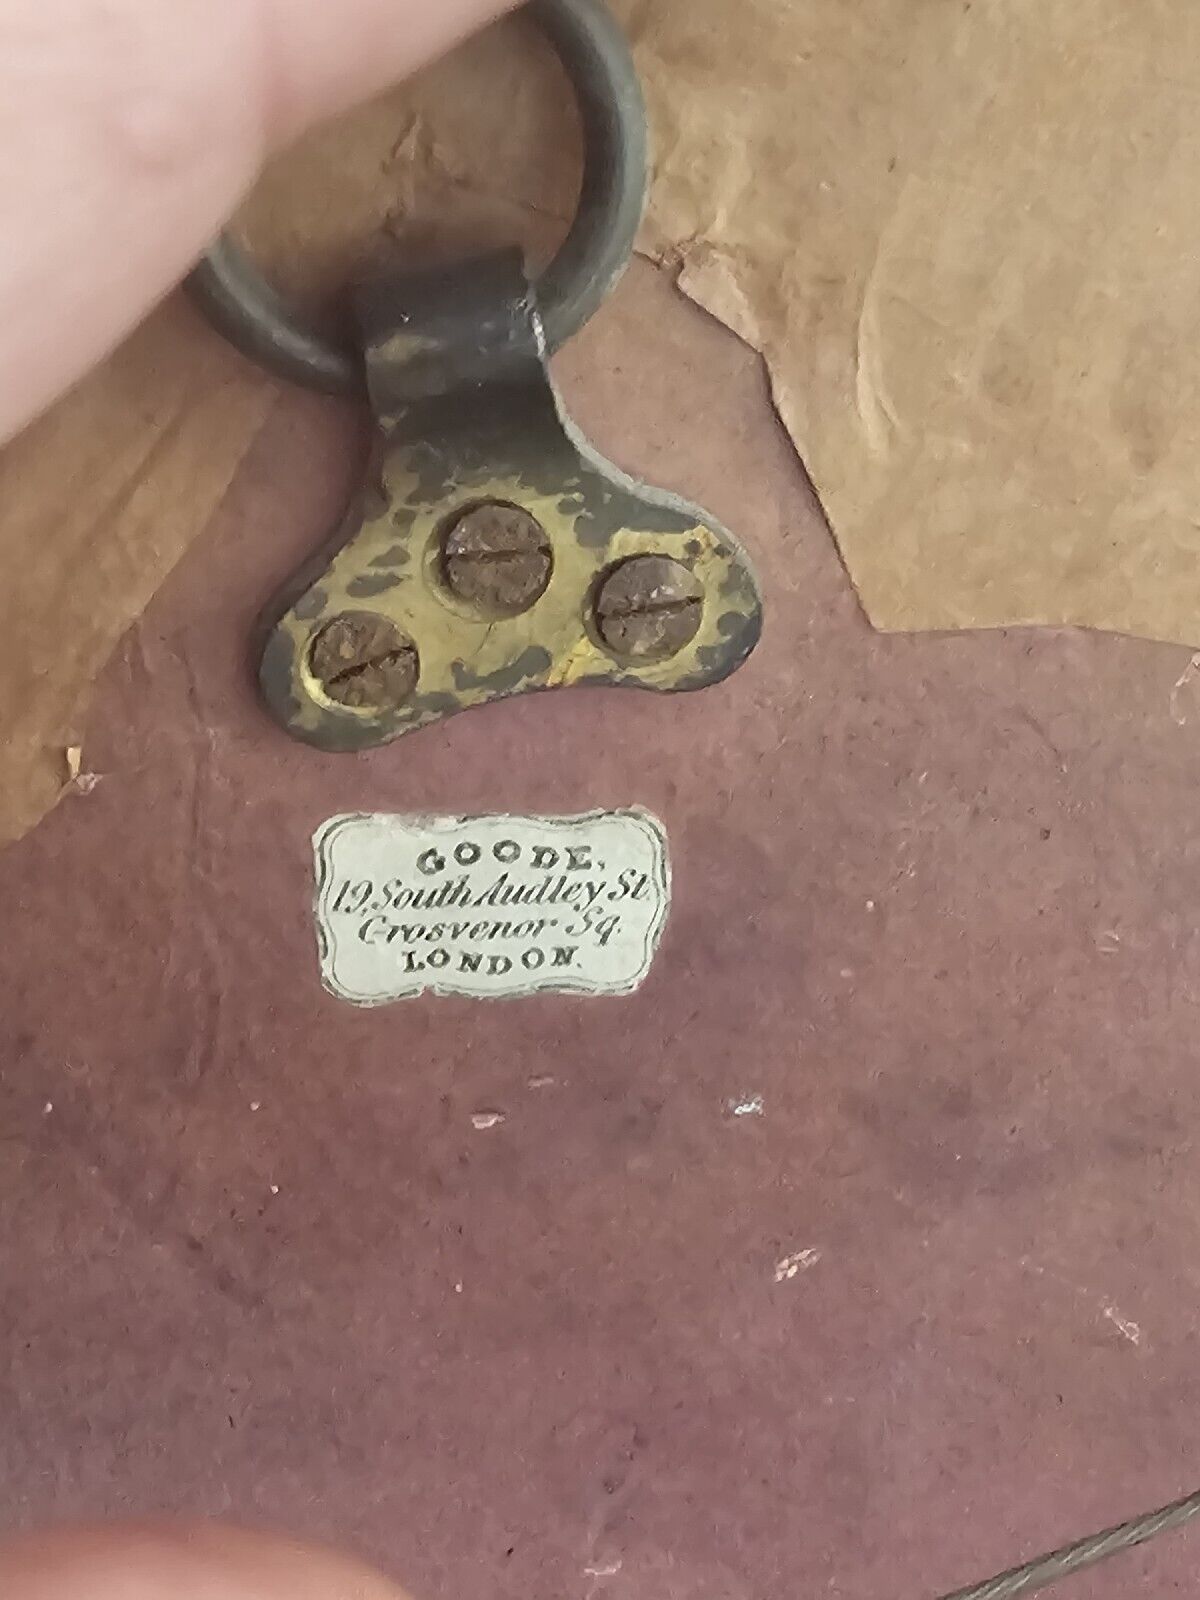 GOODE,
19, South Audley St.
Grosvenor Sq.
LONDON.